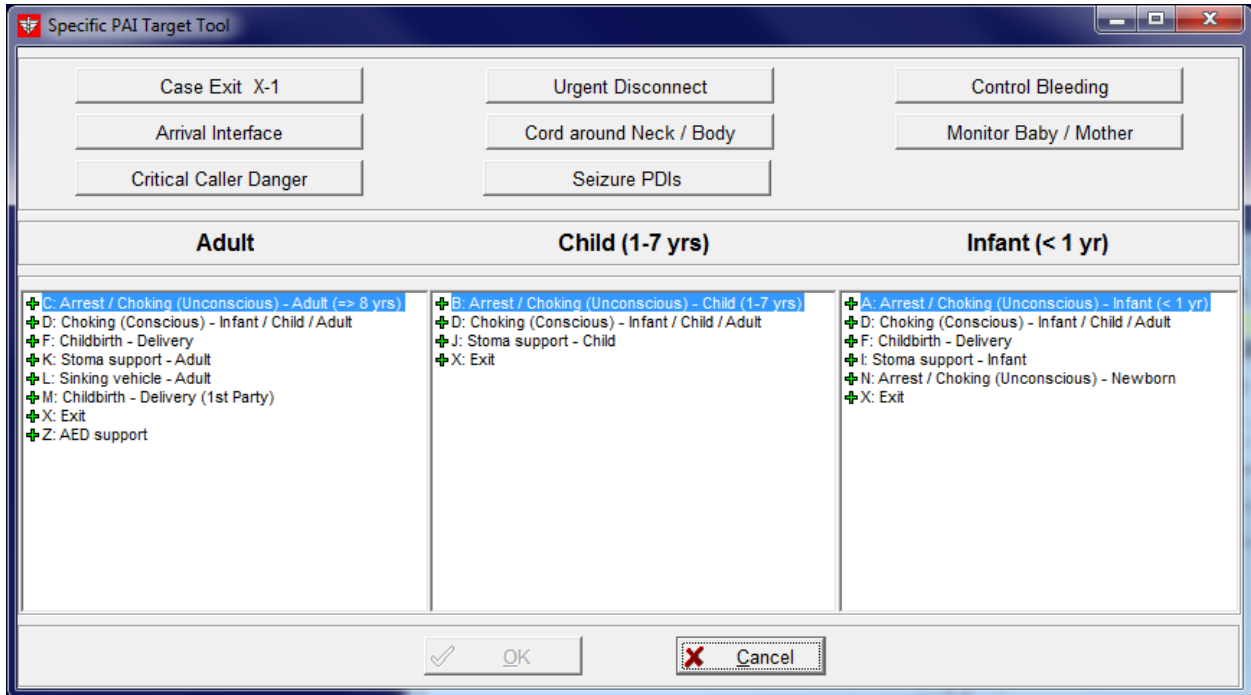 Specific PAI Target Tool
Case Exit X-1
Urgent Disconnect
Control Bleeding
Arrival Interface
Cord around Neck / Body
Monitor Baby / Mother
Critical Caller Danger
Seizure PDIs
Adult
Child (1-7 yrs)
Infant (< 1 yr)
C: Arrest / Choking (Unconscious) - Adult (=> 8 yrs)
D: Choking (Conscious) - Infant / Child / Adult
F: Childbirth - Delivery
K: Stoma support - Adult
L: Sinking vehicle - Adult
M: Childbirth - Delivery (1st Party)
X: Exit
Z: AED support
B: Arrest / Choking (Unconscious) - Child (1-7 yrs)
D: Choking (Conscious) - Infant / Child / Adult
J: Stoma support - Child
X: Exit
A: Arrest / Choking (Unconscious) - Infant (< 1 yr)
D: Choking (Conscious) - Infant / Child / Adult
F: Childbirth - Delivery
I: Stoma support - Infant
N: Arrest / Choking (Unconscious) - Newborn
X: Exit
OK
Cancel